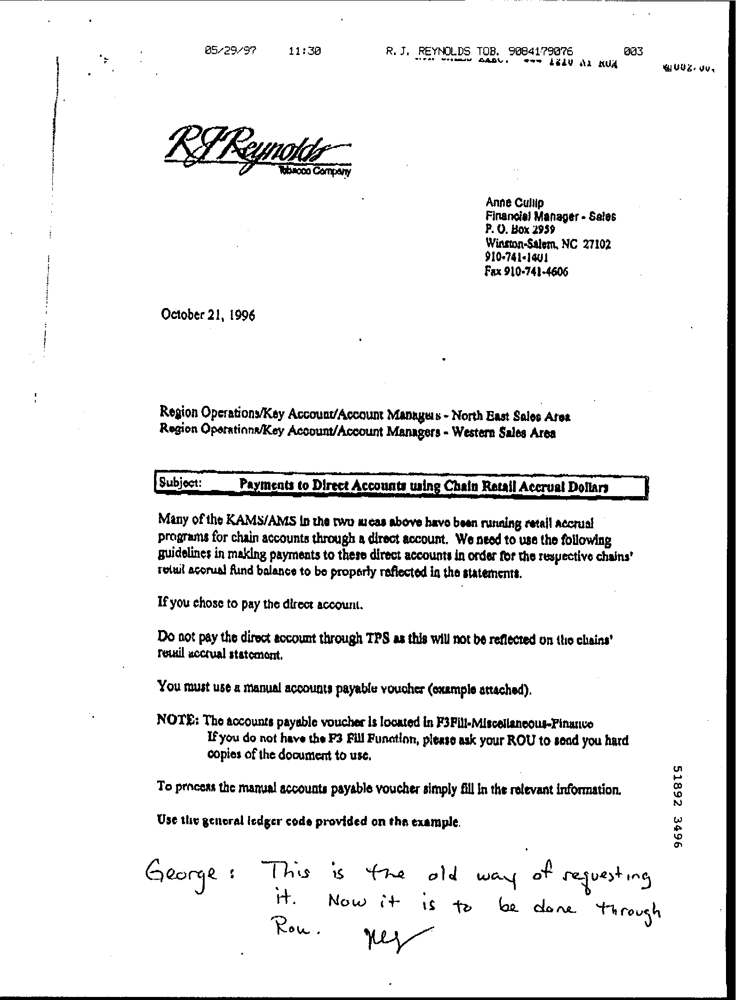 05/29/97 11:30 R. J. REYNOLDS TOB. 9084179076 003
RJReynolds
Tobacco Company
Anne Cullip
Financial Manager - Sales
P. O. Box 2959
Winston-Salem, NC 27102
910-741-1401
Fax 910-741-4606
October 21, 1996
Region Operations/Key Account/Account Managers - North East Sales Area
Region Operations/Key Account/Account Managers - Western Sales Area
Subject: Payments to Direct Accounts using Chain Retail Accrual Dollars
Many of the KAMS/AMS in the two areas above have been running retail accrual
programs for chain accounts through a direct account. We need to use the following
guidelines in making payments to these direct accounts in order for the respective chains'
retail accrual fund balance to be properly reflected in the statements.
If you chose to pay the direct account.
Do not pay the direct account through TPS as this will not be reflected on the chains'
retail accrual statement.
You must use a manual accounts payable voucher (example attached).
NOTE: The accounts payable voucher is located in F3Fill-Miscellaneous-Finance
If you do not have the F3 Fill Function, please ask your ROU to send you hard
copies of the document to use.
To process the manual accounts payable voucher simply fill in the relevant information.
Use the general ledger code provided on the example.
51892 3496
George : This is the old way of requesting
it. Now it is to be done through
Rou.